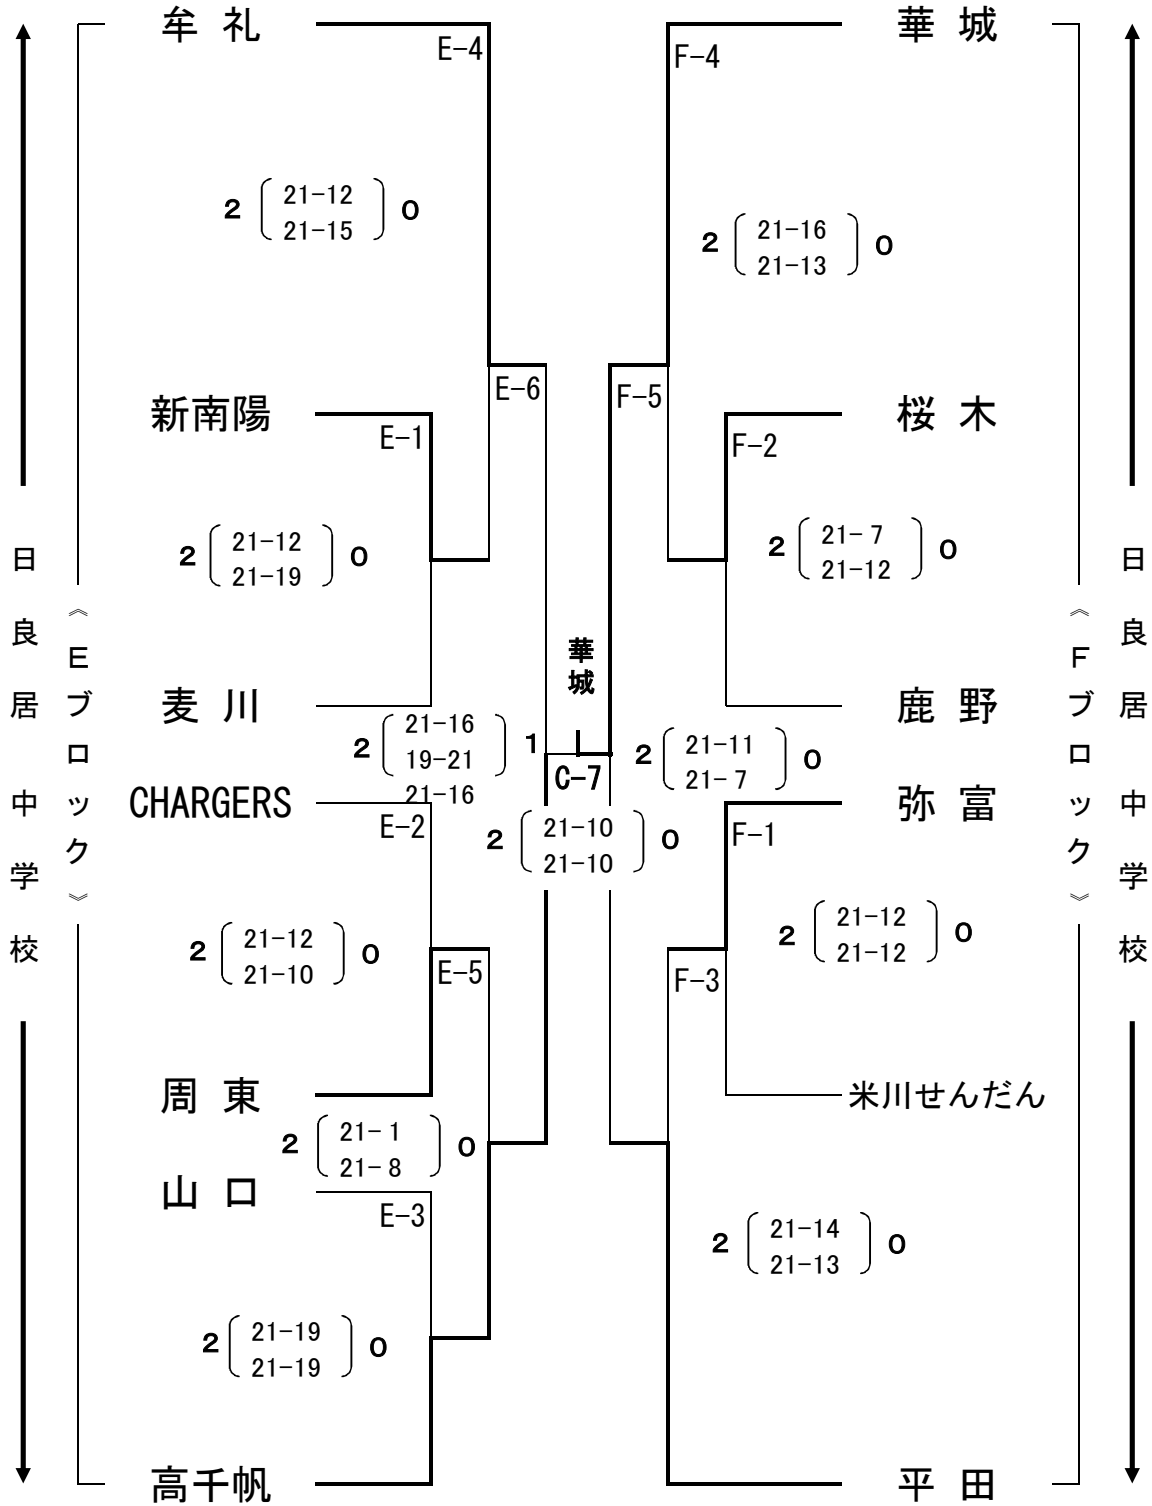 牟 礼
華 城
E-4
F-4
2 21-12 0
21-15
2 21-16 0
21-13
E-6
F-5
新南陽
桜 木
E-1
F-2
2 21-12 0
21-19
2 21- 7 0
21-12
日良居中学校
《Eブロック》
《Fブロック》
日良居中学校
華城
麦 川
鹿 野
2 21-16 1
19-21
21-16
2 21-11 0
21- 7
C-7
CHARGERS
弥 富
E-2
F-1
2 21-10 0
21-10
2 21-12 0
21-10
2 21-12 0
21-12
E-5
F-3
周 東
米川せんだん
2 21- 1 0
21- 8
山 口
E-3
2 21-14 0
21-13
2 21-19 0
21-19
高千帆
平 田